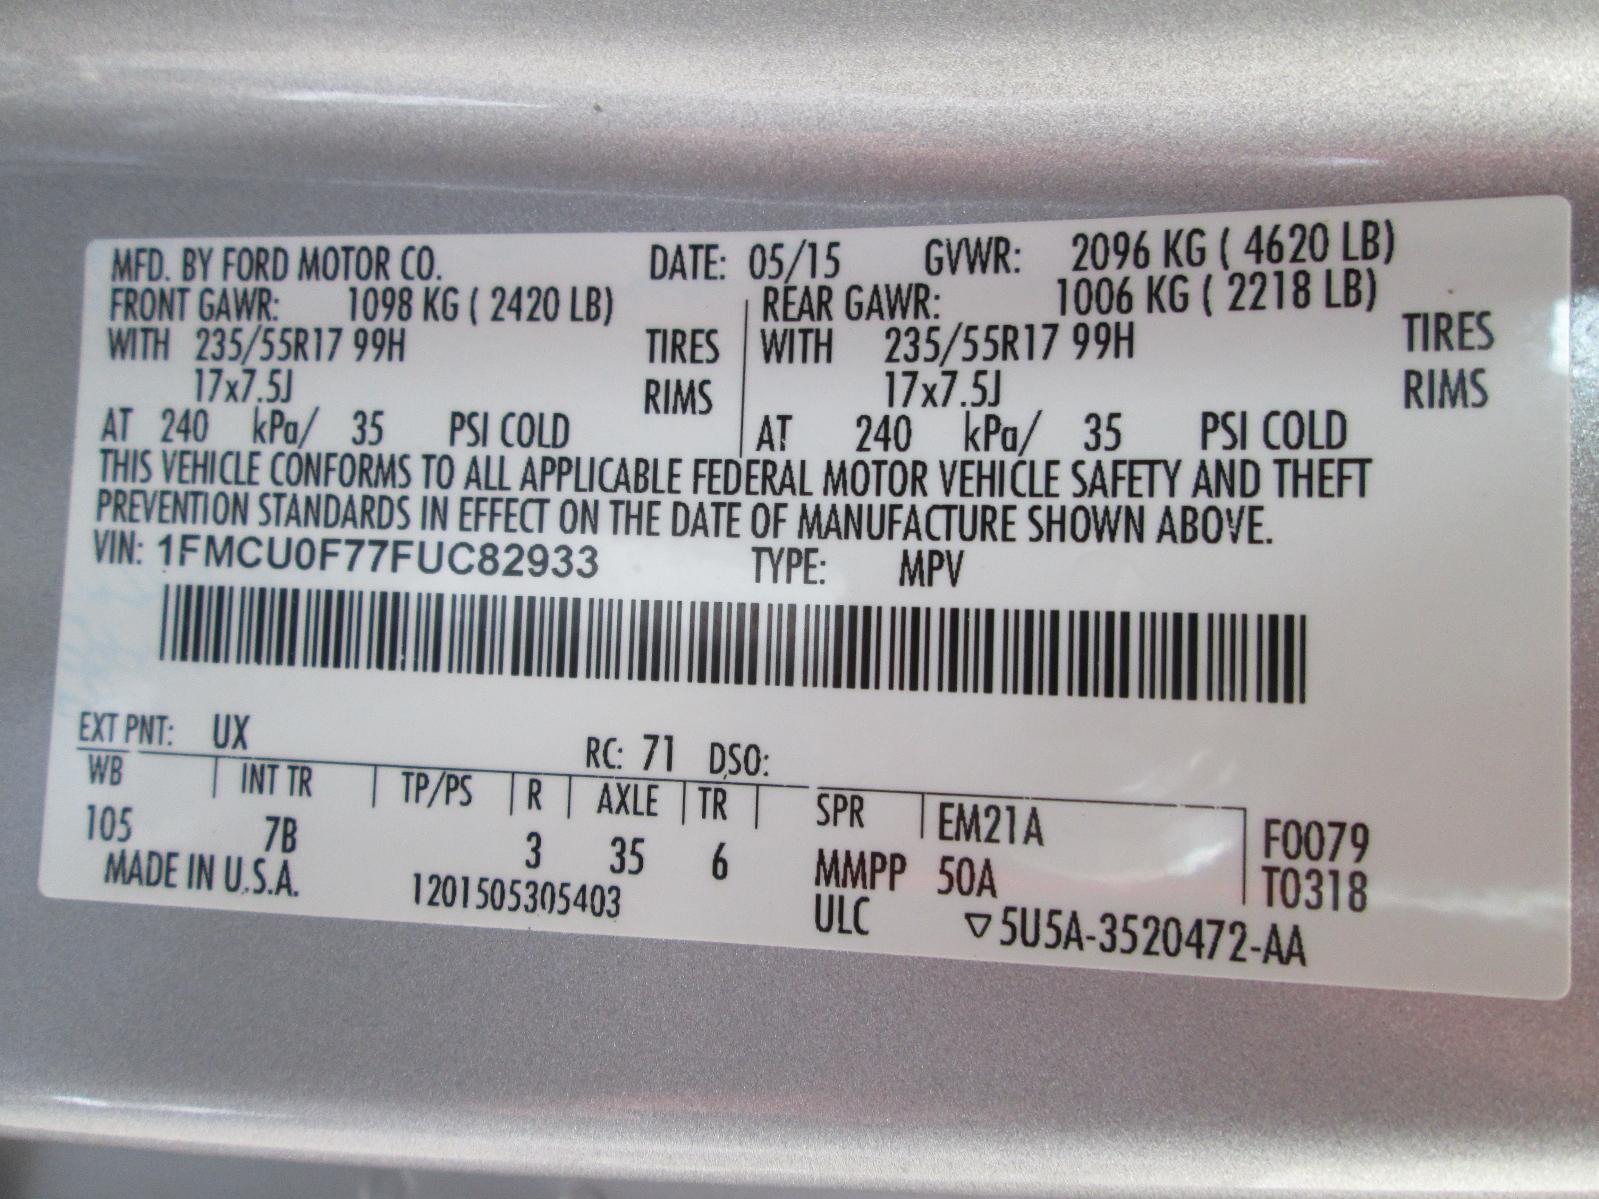 MFD. BY FORD MOTOR CO. DATE: 05/15 GVWR: 2096 KG ( 4620 LB)
FRONT GAWR: 1098 KG ( 2420 LB) REAR GAWR: 1006 KG ( 2218 LB)
WITH 235/55R17 99H TIRES WITH 235/55R17 99H TIRES
17x7.5J RIMS 17x7.5J RIMS
AT 240 kPa/ 35 PSI COLD AT 240 kPa/ 35 PSI COLD
THIS VEHICLE CONFORMS TO ALL APPLICABLE FEDERAL MOTOR VEHICLE SAFETY AND THEFT
PREVENTION STANDARDS IN EFFECT ON THE DATE OF MANUFACTURE SHOWN ABOVE.
VIN: 1FMCU0F77FUC82933 TYPE: MPV
EXT PNT: UX RC: 71 DSO:
WB INT TR TP/PS R AXLE TR SPR EM21A F0079
105 7B 3 35 6 MMPP 50A T0318
MADE IN U.S.A. 1201505305403 ULC ▽5U5A-3520472-AA